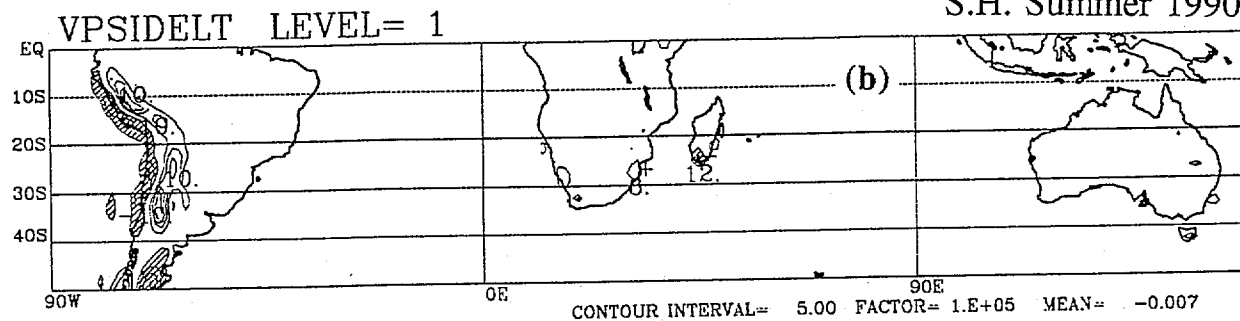 S.H. Summer 1990
VPSIDELT LEVEL= 1
EQ
(b)
10S
20S
12.
30S
40S
90W
0E
90E
CONTOUR INTERVAL= 5.00 FACTOR= 1.E+05 MEAN= -0.007